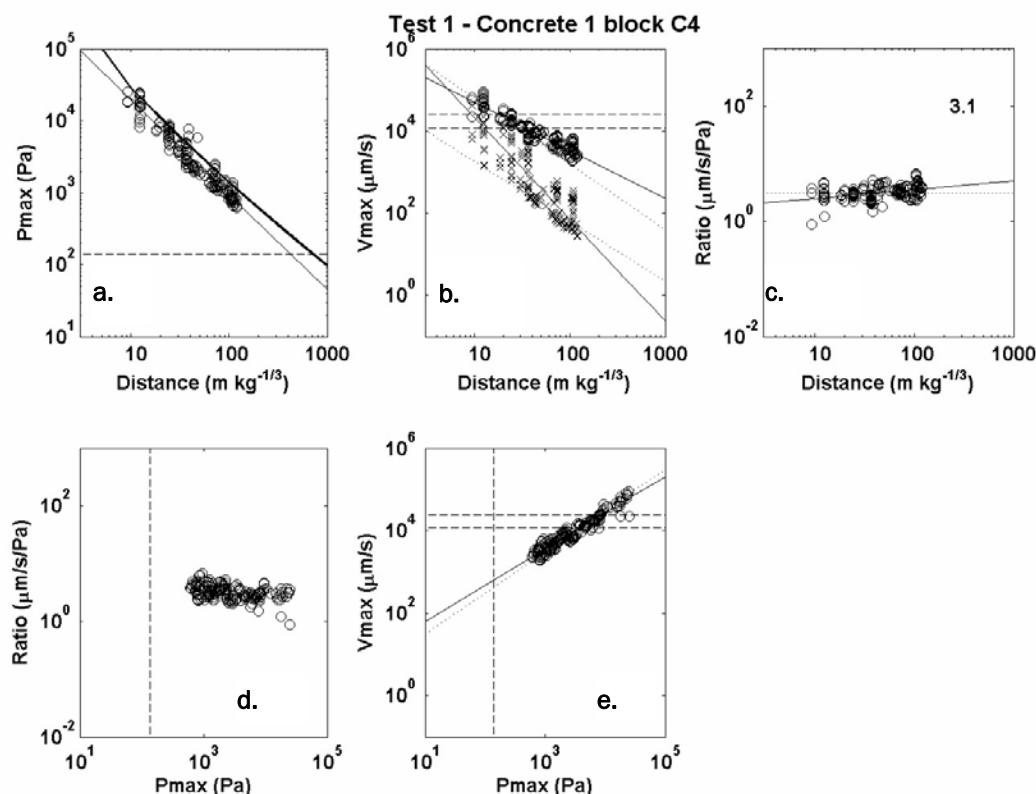 Test 1 - Concrete 1 block C4
10^5
10^4
10^3
10^2
10^1
Pmax (Pa)
a.
10 100 1000
Distance (m kg^-1/3)
10^6
10^4
10^2
10^0
Vmax (μm/s)
b.
10 100 1000
Distance (m kg^-1/3)
10^2
10^0
10^-2
Ratio (μm/s/Pa)
3.1
c.
10 100 1000
Distance (m kg^-1/3)
10^2
10^0
10^-2
Ratio (μm/s/Pa)
d.
10^1 10^3 10^5
Pmax (Pa)
10^6
10^4
10^2
10^0
Vmax (μm/s)
e.
10^1 10^3 10^5
Pmax (Pa)